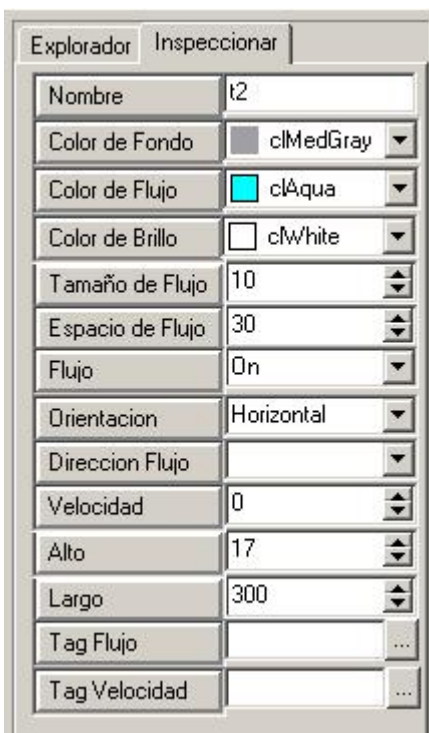 Explorador Inspeccionar
Nombre t2
Color de Fondo clMedGray
Color de Flujo clAqua
Color de Brillo clWhite
Tamaño de Flujo 10
Espacio de Flujo 30
Flujo On
Orientacion Horizontal
Direccion Flujo
Velocidad 0
Alto 17
Largo 300
Tag Flujo ...
Tag Velocidad ...